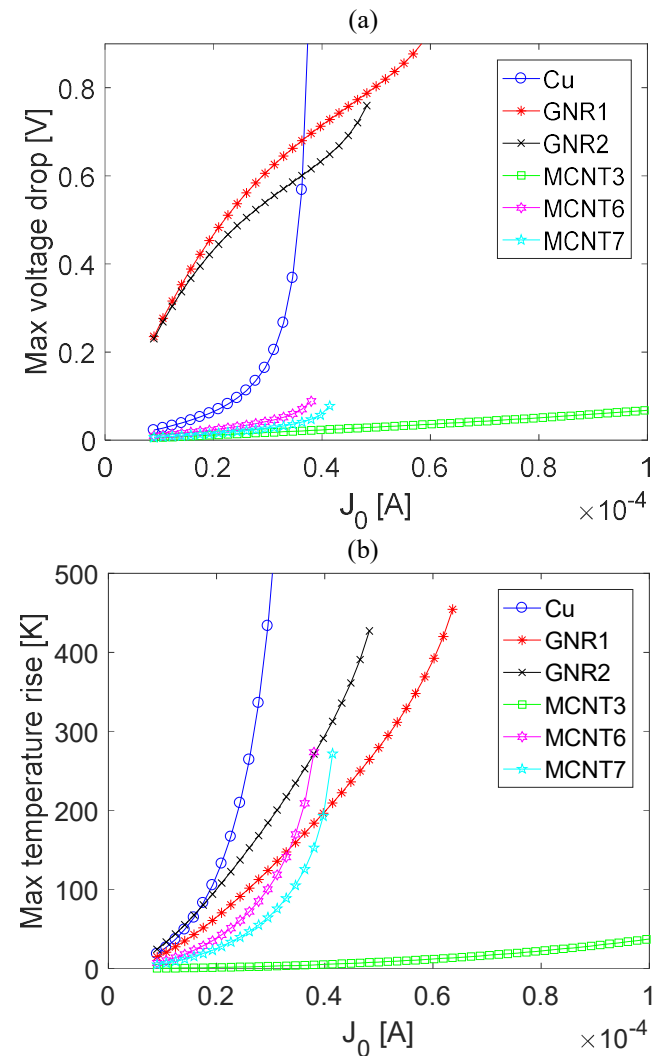 (a)
Max voltage drop [V]
0.8
0.6
0.4
0.2
0
Cu
GNR1
GNR2
MCNT3
MCNT6
MCNT7
0 0.2 0.4 0.6 0.8 1
J₀ [A]
×10⁻⁴
(b)
Max temperature rise [K]
500
400
300
200
100
0
Cu
GNR1
GNR2
MCNT3
MCNT6
MCNT7
0 0.2 0.4 0.6 0.8 1
J₀ [A]
×10⁻⁴